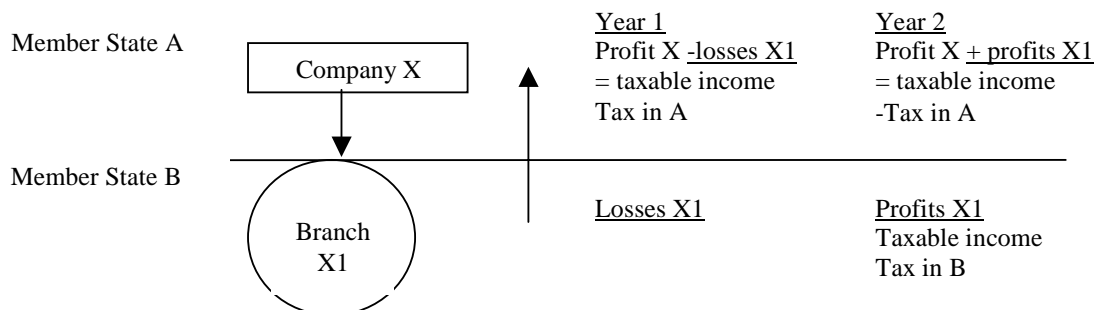 Member State A
Company X
Year 1
Profit X -losses X1
= taxable income
Tax in A
Year 2
Profit X + profits X1
= taxable income
-Tax in A
Member State B
Branch
X1
Losses X1
Profits X1
Taxable income
Tax in B